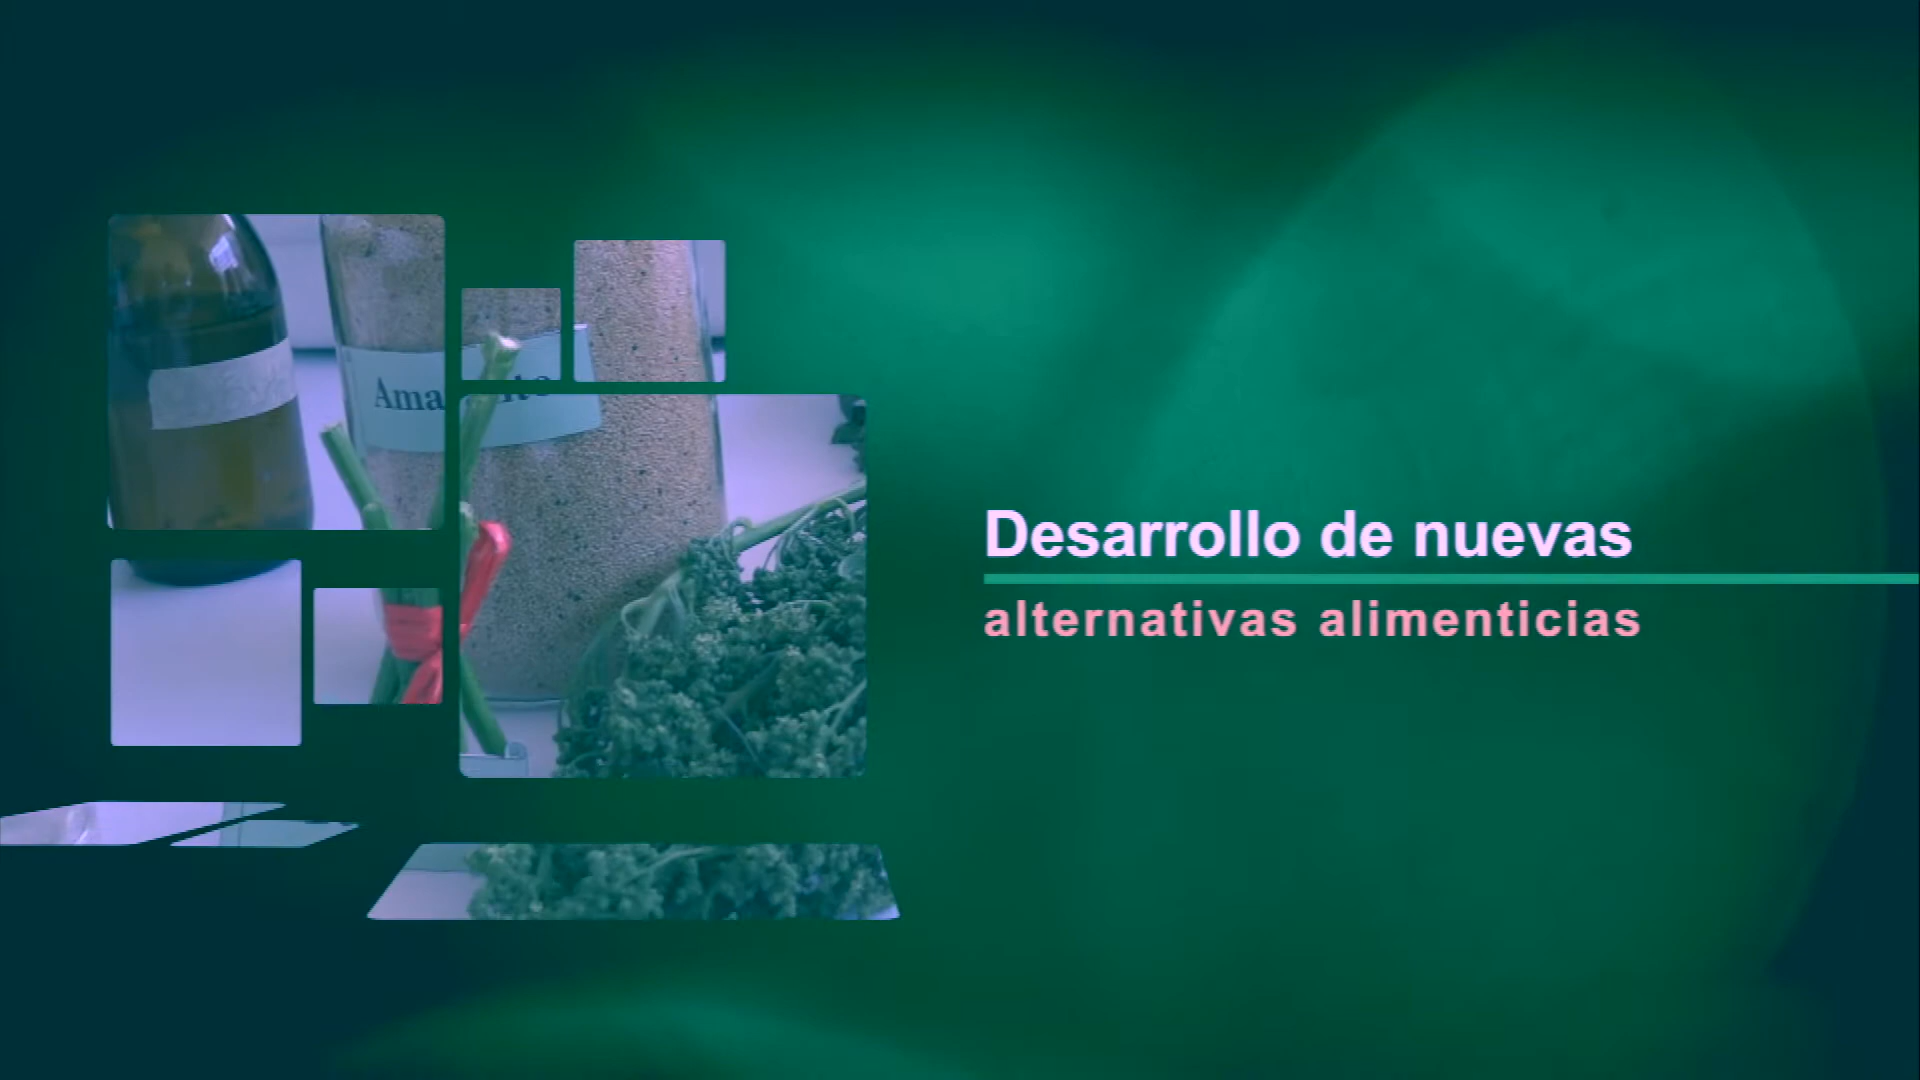 Desarrollo de nuevas
alternativas alimenticias